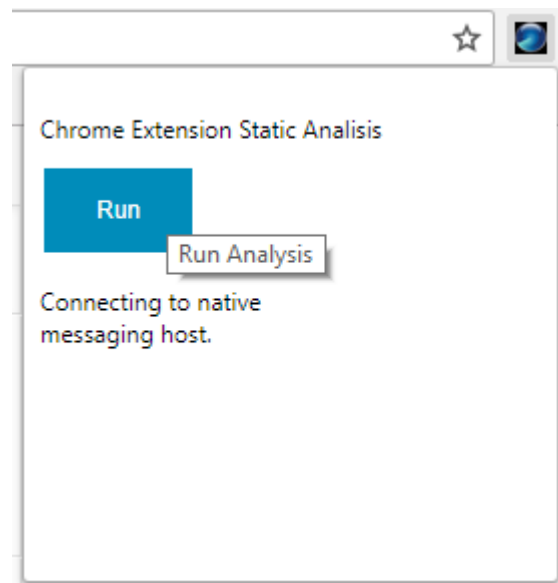 Chrome Extension Static Analisis
Run
Run Analysis
Connecting to native
messaging host.